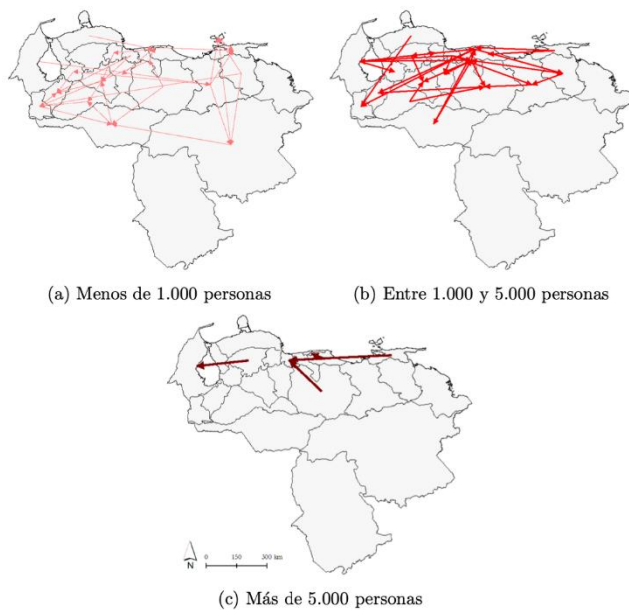 (a) Menos de 1.000 personas
(b) Entre 1.000 y 5.000 personas
N
0 150 300 km
(c) Más de 5.000 personas